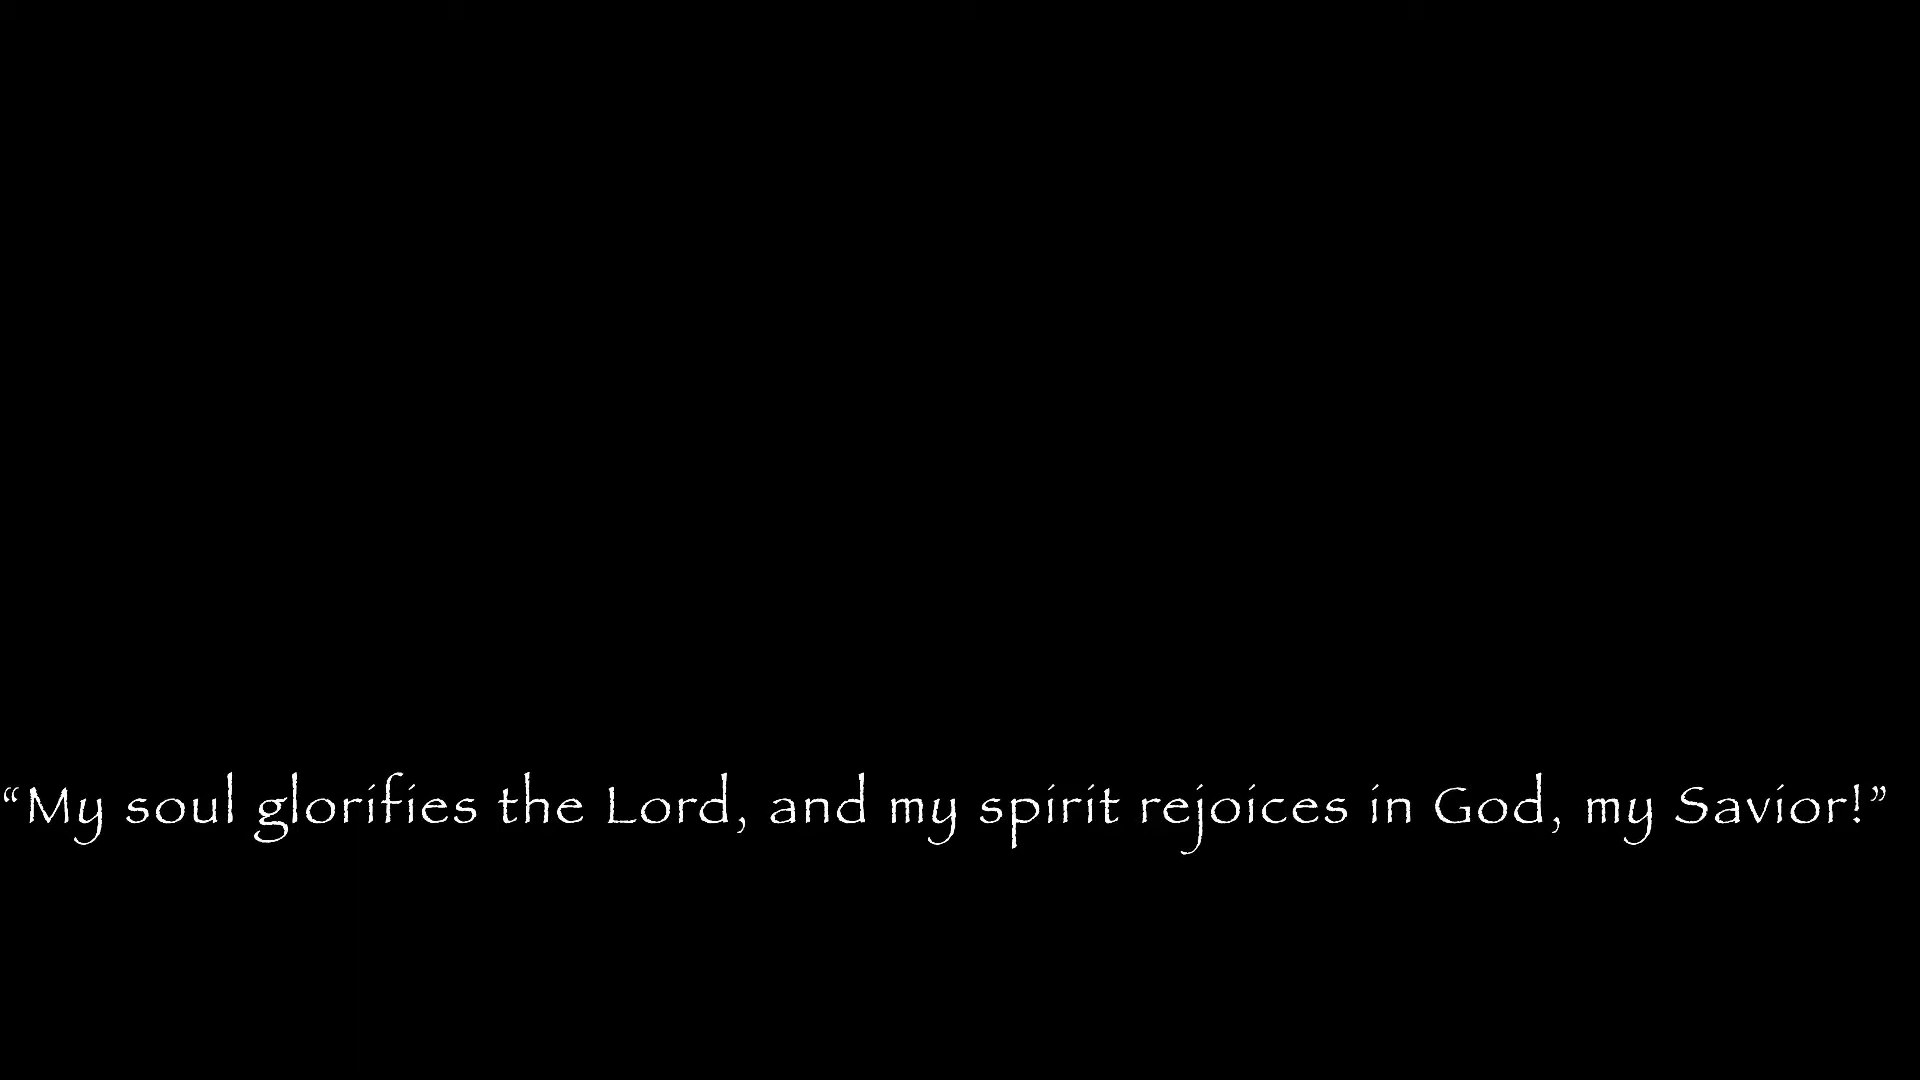 “My soul glorifies the Lord, and my spirit rejoices in God, my Savior!”